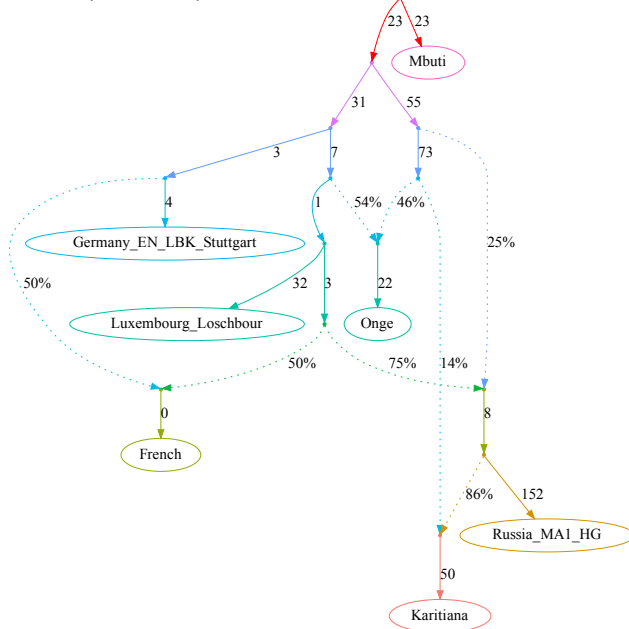 23 23
Mbuti
31 55
3 7 73
4 1 54% 46%
Germany_EN_LBK_Stuttgart 25%
50% 32 3 22
Luxembourg_Loschbour Onge
50% 75% 14%
0 8
French
86% 152
Russia_MA1_HG
50
Karitiana